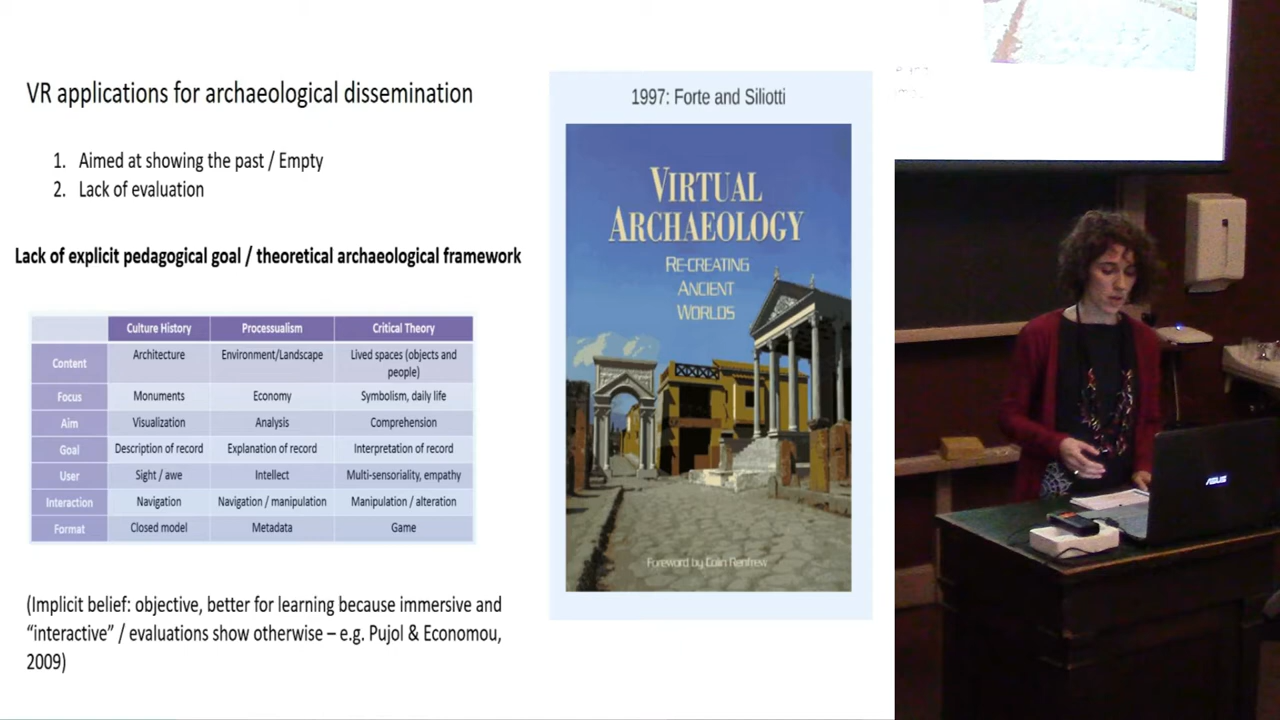 VR applications for archaeological dissemination
1. Aimed at showing the past / Empty
2. Lack of evaluation
Lack of explicit pedagogical goal / theoretical archaeological framework
Culture History Processualism Critical Theory
Content Architecture Environment/Landscape Lived spaces (objects and
people)
Focus Monuments Economy Symbolism, daily life
Aim Visualization Analysis Comprehension
Goal Description of record Explanation of record Interpretation of record
User Sight / awe Intellect Multi-sensoriality, empathy
Interaction Navigation Navigation / manipulation Manipulation / alteration
Format Closed model Metadata Game
(Implicit belief: objective, better for learning because immersive and
“interactive” / evaluations show otherwise – e.g. Pujol & Economou,
2009)
1997: Forte and Siliotti
VIRTUAL
ARCHAEOLOGY
RE-CREATING
ANCIENT
WORLDS
Foreword by Colin Renfrew
ASUS